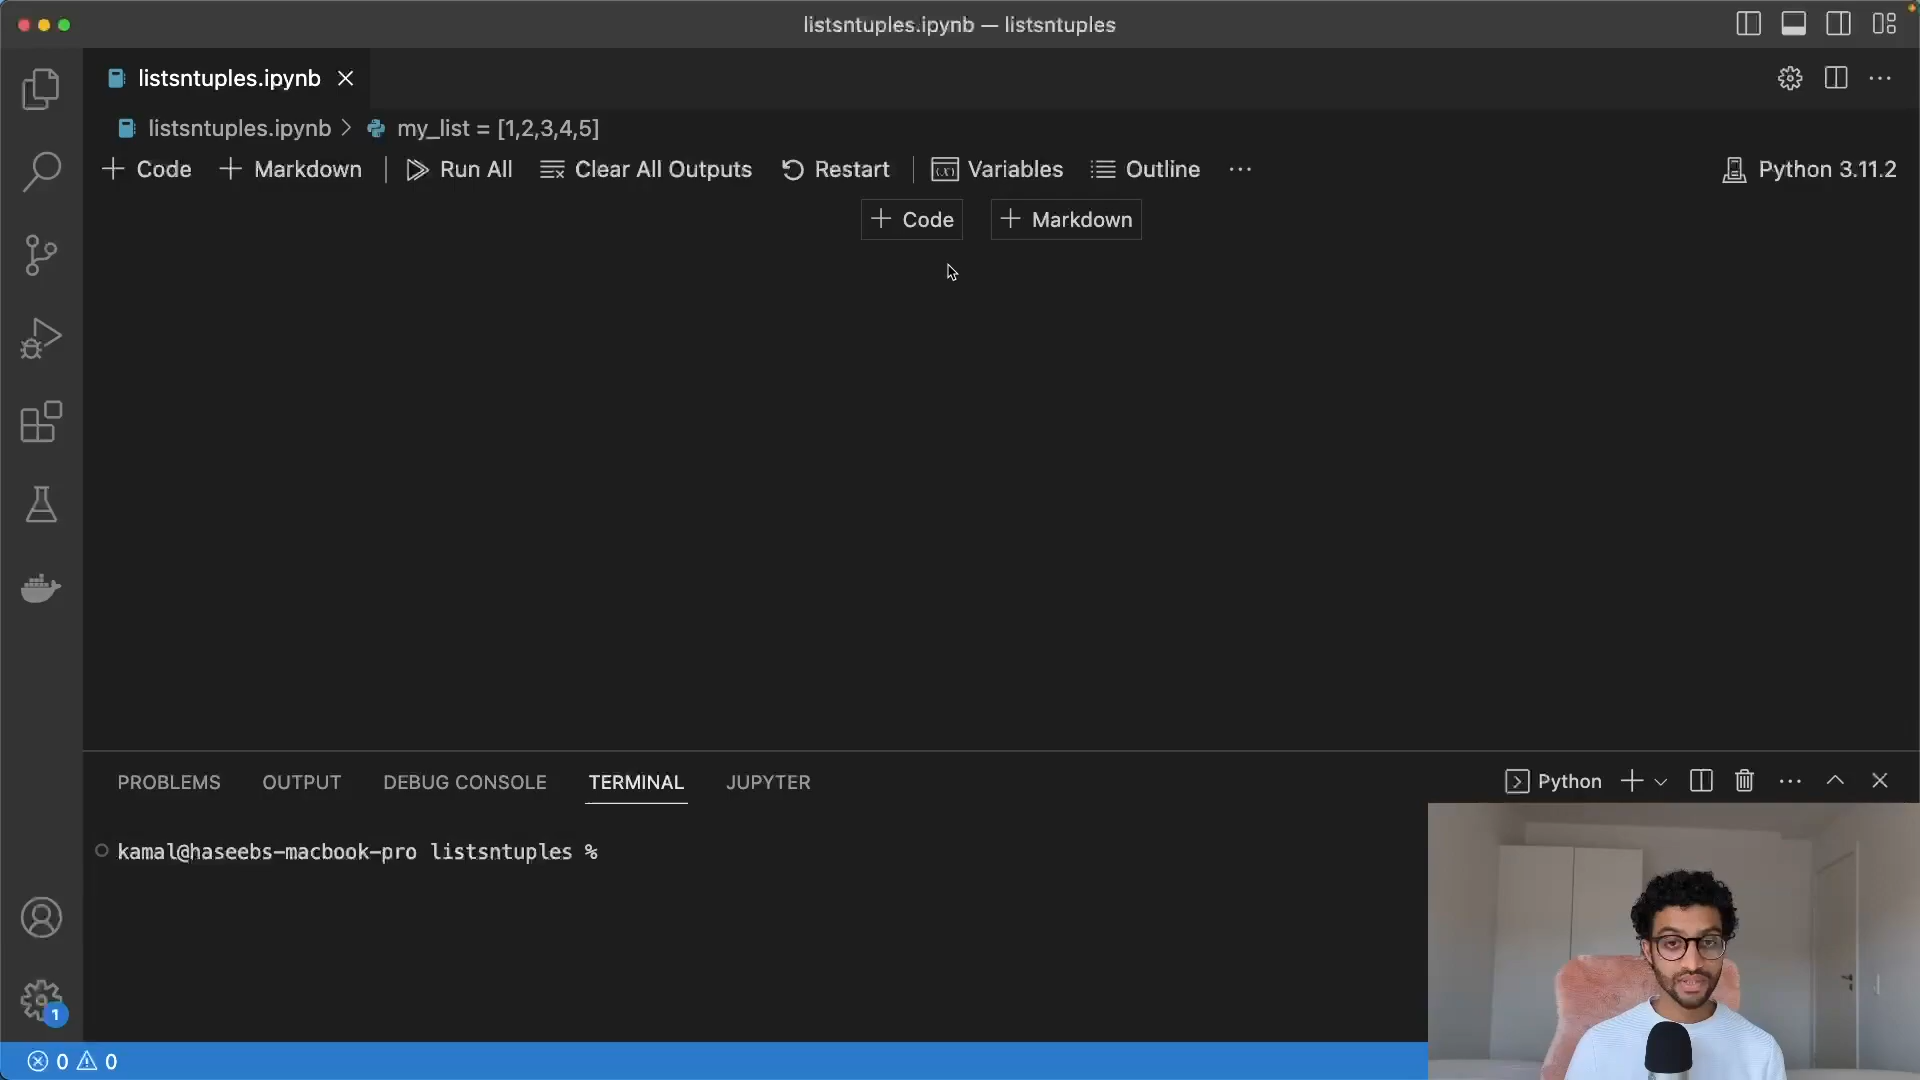 listsntuples.ipynb — listsntuples
listsntuples.ipynb
listsntuples.ipynb > my_list = [1,2,3,4,5]
+ Code + Markdown | Run All Clear All Outputs Restart | Variables Outline ... Python 3.11.2
+ Code + Markdown
PROBLEMS OUTPUT DEBUG CONSOLE TERMINAL JUPYTER Python
kamal@haseebs-macbook-pro listsntuples %
1
0 0